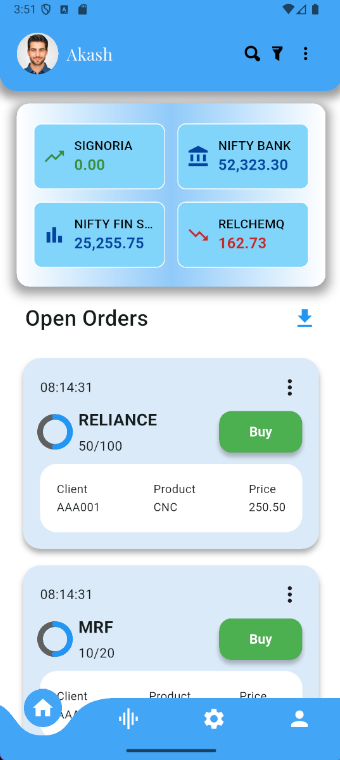 3:51
Akash
SIGNORIA
0.00
NIFTY BANK
52,323.30
NIFTY FIN S...
25,255.75
RELCHEMQ
162.73
Open Orders
08:14:31
RELIANCE
50/100
Buy
Client Product Price
AAA001 CNC 250.50
08:14:31
MRF
10/20
Buy
Client Product Price